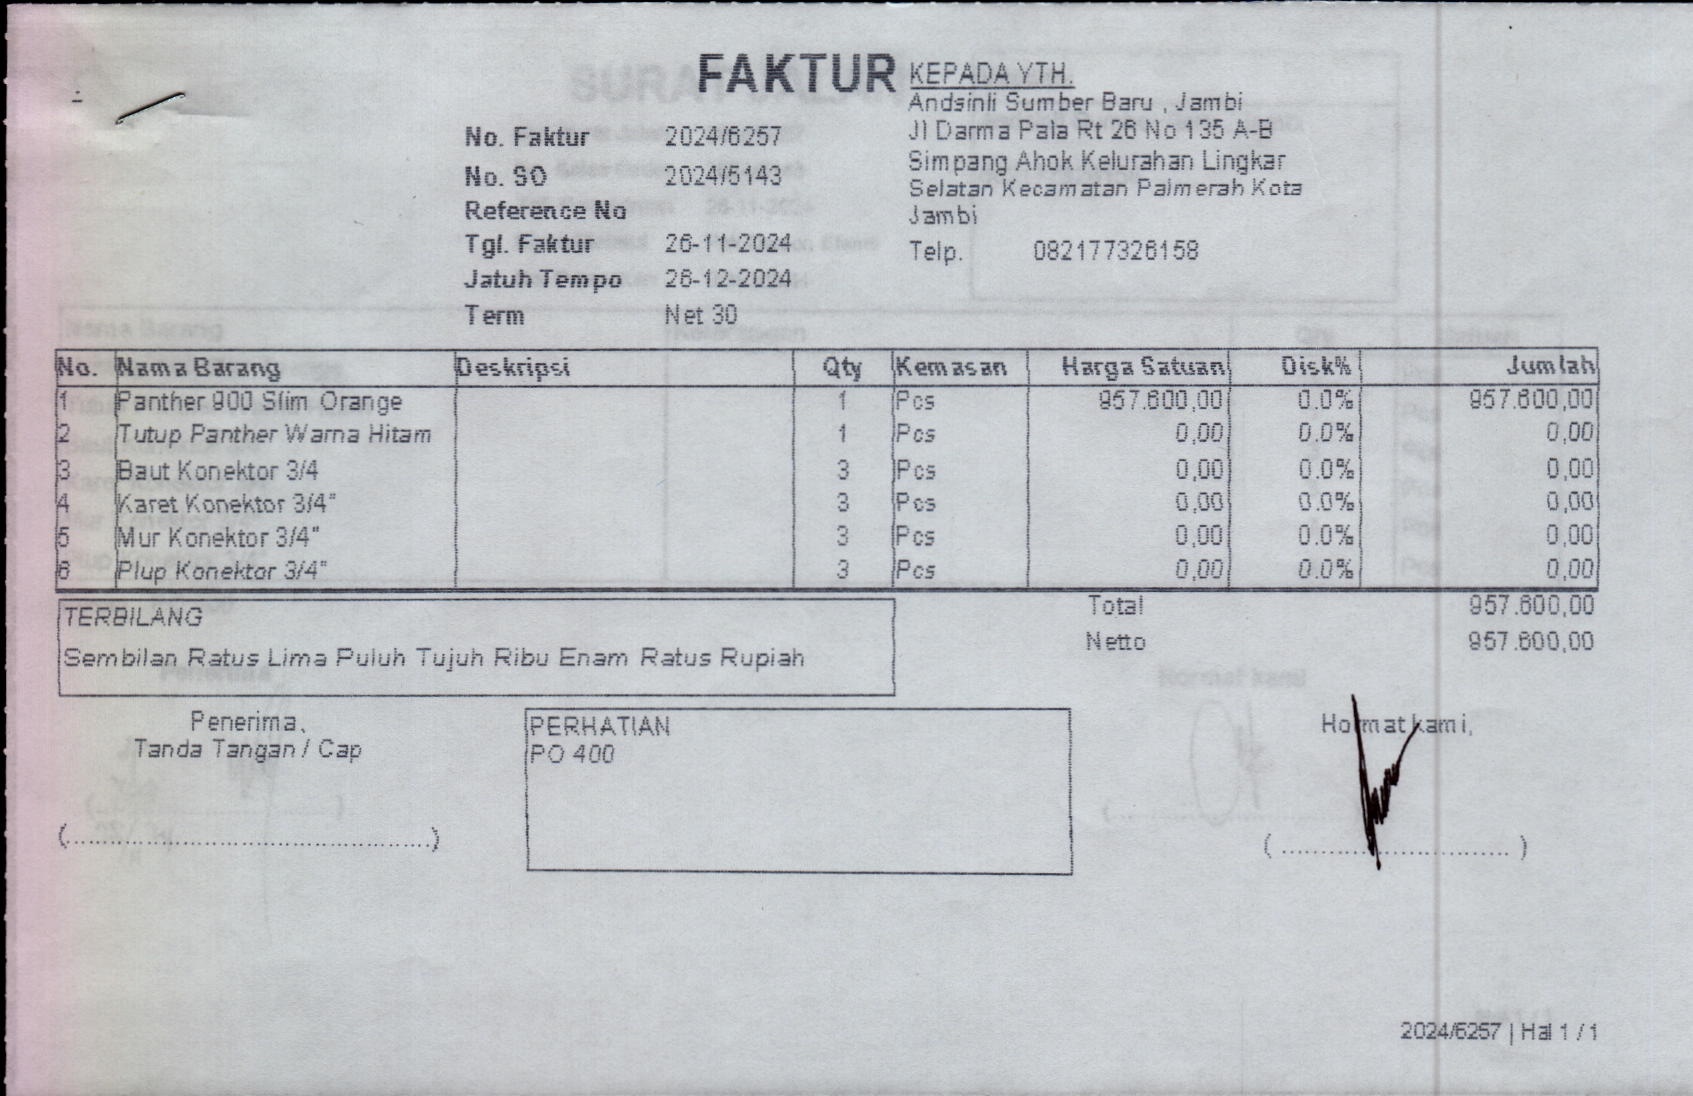 FAKTUR
No. Faktur 2024/6257
No. SO 2024/5143
Reference No
Tgl. Faktur 26-11-2024
Jatuh Tempo 26-12-2024
Term Net 30
KEPADA YTH.
Andsinli Sumber Baru , Jambi
Jl Darma Pala Rt 26 No 135 A-B
Simpang Ahok Kelurahan Lingkar
Selatan Kecamatan Palmerah Kota
Jambi
Telp. 082177326158
No. Nama Barang Deskripsi Qty Kemasan Harga Satuan Disk% Jumlah
1 Panther 900 Slim Orange 1 Pcs 957.600,00 0.0% 957.600,00
2 Tutup Panther Warna Hitam 1 Pcs 0,00 0.0% 0,00
3 Baut Konektor 3/4 3 Pcs 0,00 0.0% 0,00
4 Karet Konektor 3/4" 3 Pcs 0,00 0.0% 0,00
5 Mur Konektor 3/4" 3 Pcs 0,00 0.0% 0,00
6 Plup Konektor 3/4" 3 Pcs 0,00 0.0% 0,00
Total 957.600,00
Netto 957.600,00
TERBILANG
Sembilan Ratus Lima Puluh Tujuh Ribu Enam Ratus Rupiah
Penerima,
Tanda Tangan / Cap
(..............................................)
PERHATIAN
PO 400
Hormat kami,
( ............................. )
2024/6257 | Hal 1 / 1